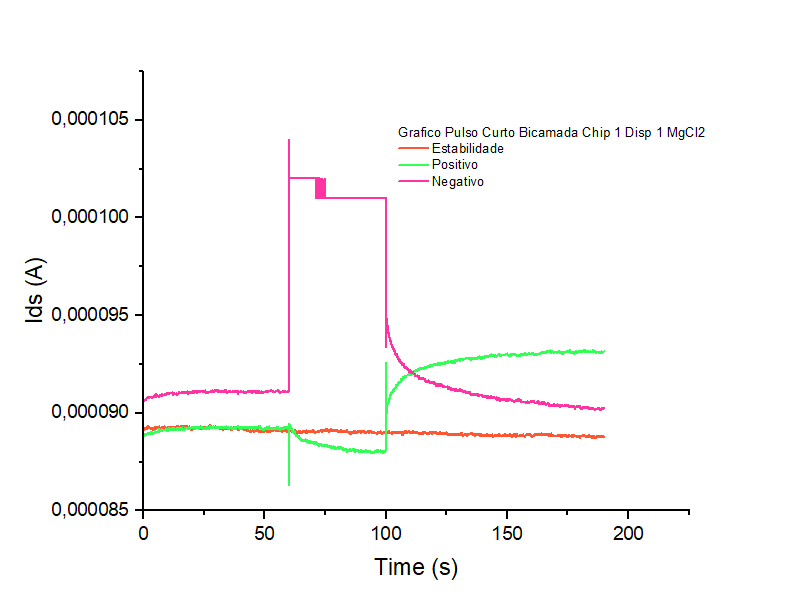 0,000105
Grafico Pulso Curto Bicamada Chip 1 Disp 1 MgCl2
Estabilidade
Positivo
Negativo
0,000100
Ids (A)
0,000095
0,000090
0,000085
0
50
100
150
200
Time (s)